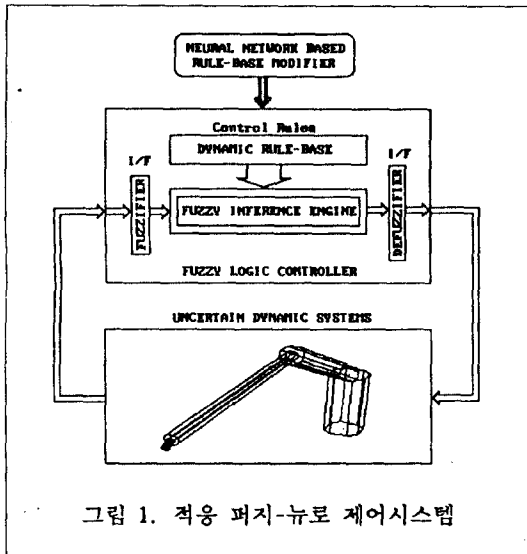 NEURAL NETWORK BASED
RULE-BASE MODIFIER
Control Rules
DYNAMIC RULE-BASE
I/F
I/F
FUZZIFIER
FUZZY INFERENCE ENGINE
DEFUZZIFIER
FUZZY LOGIC CONTROLLER
UNCERTAIN DYNAMIC SYSTEMS
그림 1. 적응 퍼지-뉴로 제어시스템